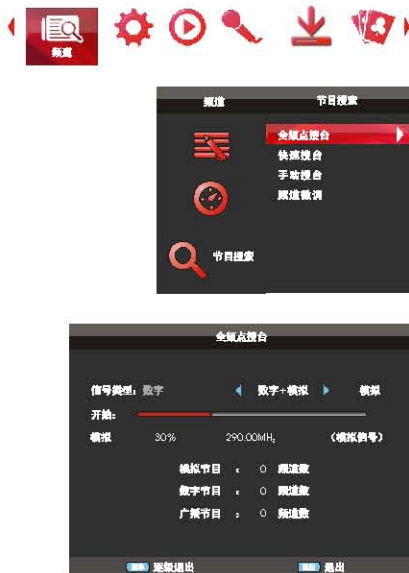 频道
频道 节目搜索
全频点搜台
快速搜台
手动搜台
频道微调
节目搜索
全频点搜台
信号类型: 数字 数字+模拟 模拟
开始:
模拟 30% 290.00MHz (模拟信号)
模拟节目 : 0 频道数
数字节目 : 0 频道数
广播节目 : 0 频道数
逐级退出 退出